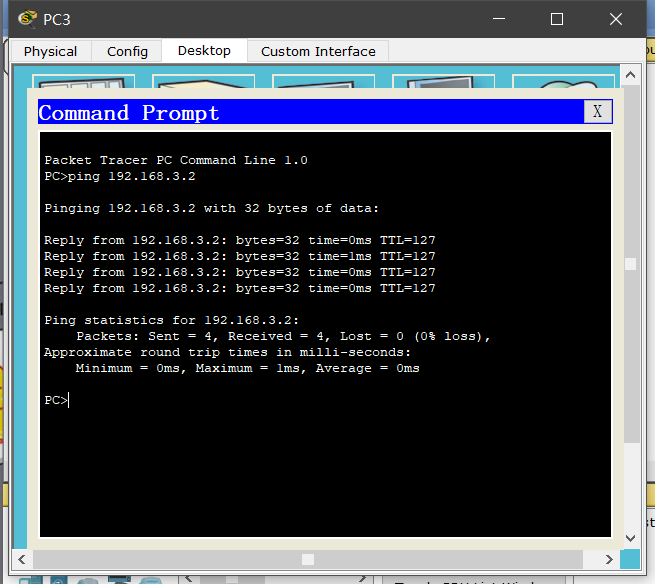 PC3
Physical Config Desktop Custom Interface
Command Prompt X
Packet Tracer PC Command Line 1.0
PC>ping 192.168.3.2
Pinging 192.168.3.2 with 32 bytes of data:
Reply from 192.168.3.2: bytes=32 time=0ms TTL=127
Reply from 192.168.3.2: bytes=32 time=1ms TTL=127
Reply from 192.168.3.2: bytes=32 time=0ms TTL=127
Reply from 192.168.3.2: bytes=32 time=0ms TTL=127
Ping statistics for 192.168.3.2:
Packets: Sent = 4, Received = 4, Lost = 0 (0% loss),
Approximate round trip times in milli-seconds:
Minimum = 0ms, Maximum = 1ms, Average = 0ms
PC>